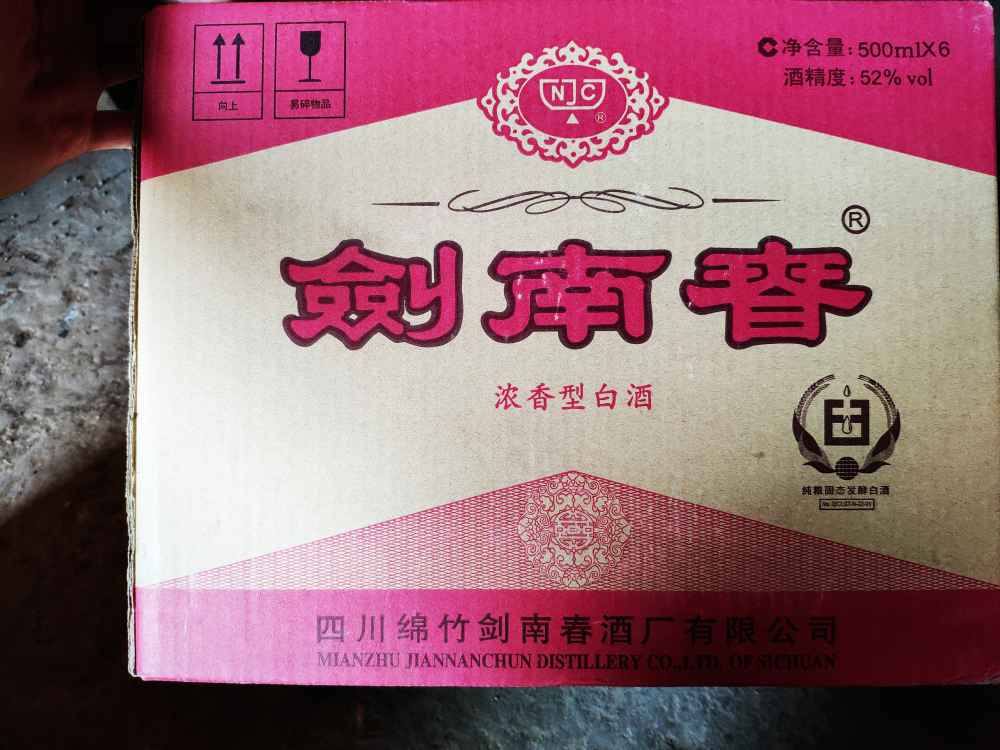 向上
易碎物品
净含量：500mlX6
酒精度：52% vol
NJC
®
®
劍南春
浓香型白酒
纯粮固态发酵白酒
四川绵竹剑南春酒厂有限公司
MIANZHU JIANNANCHUN DISTILLERY CO.,LTD. OF SICHUAN